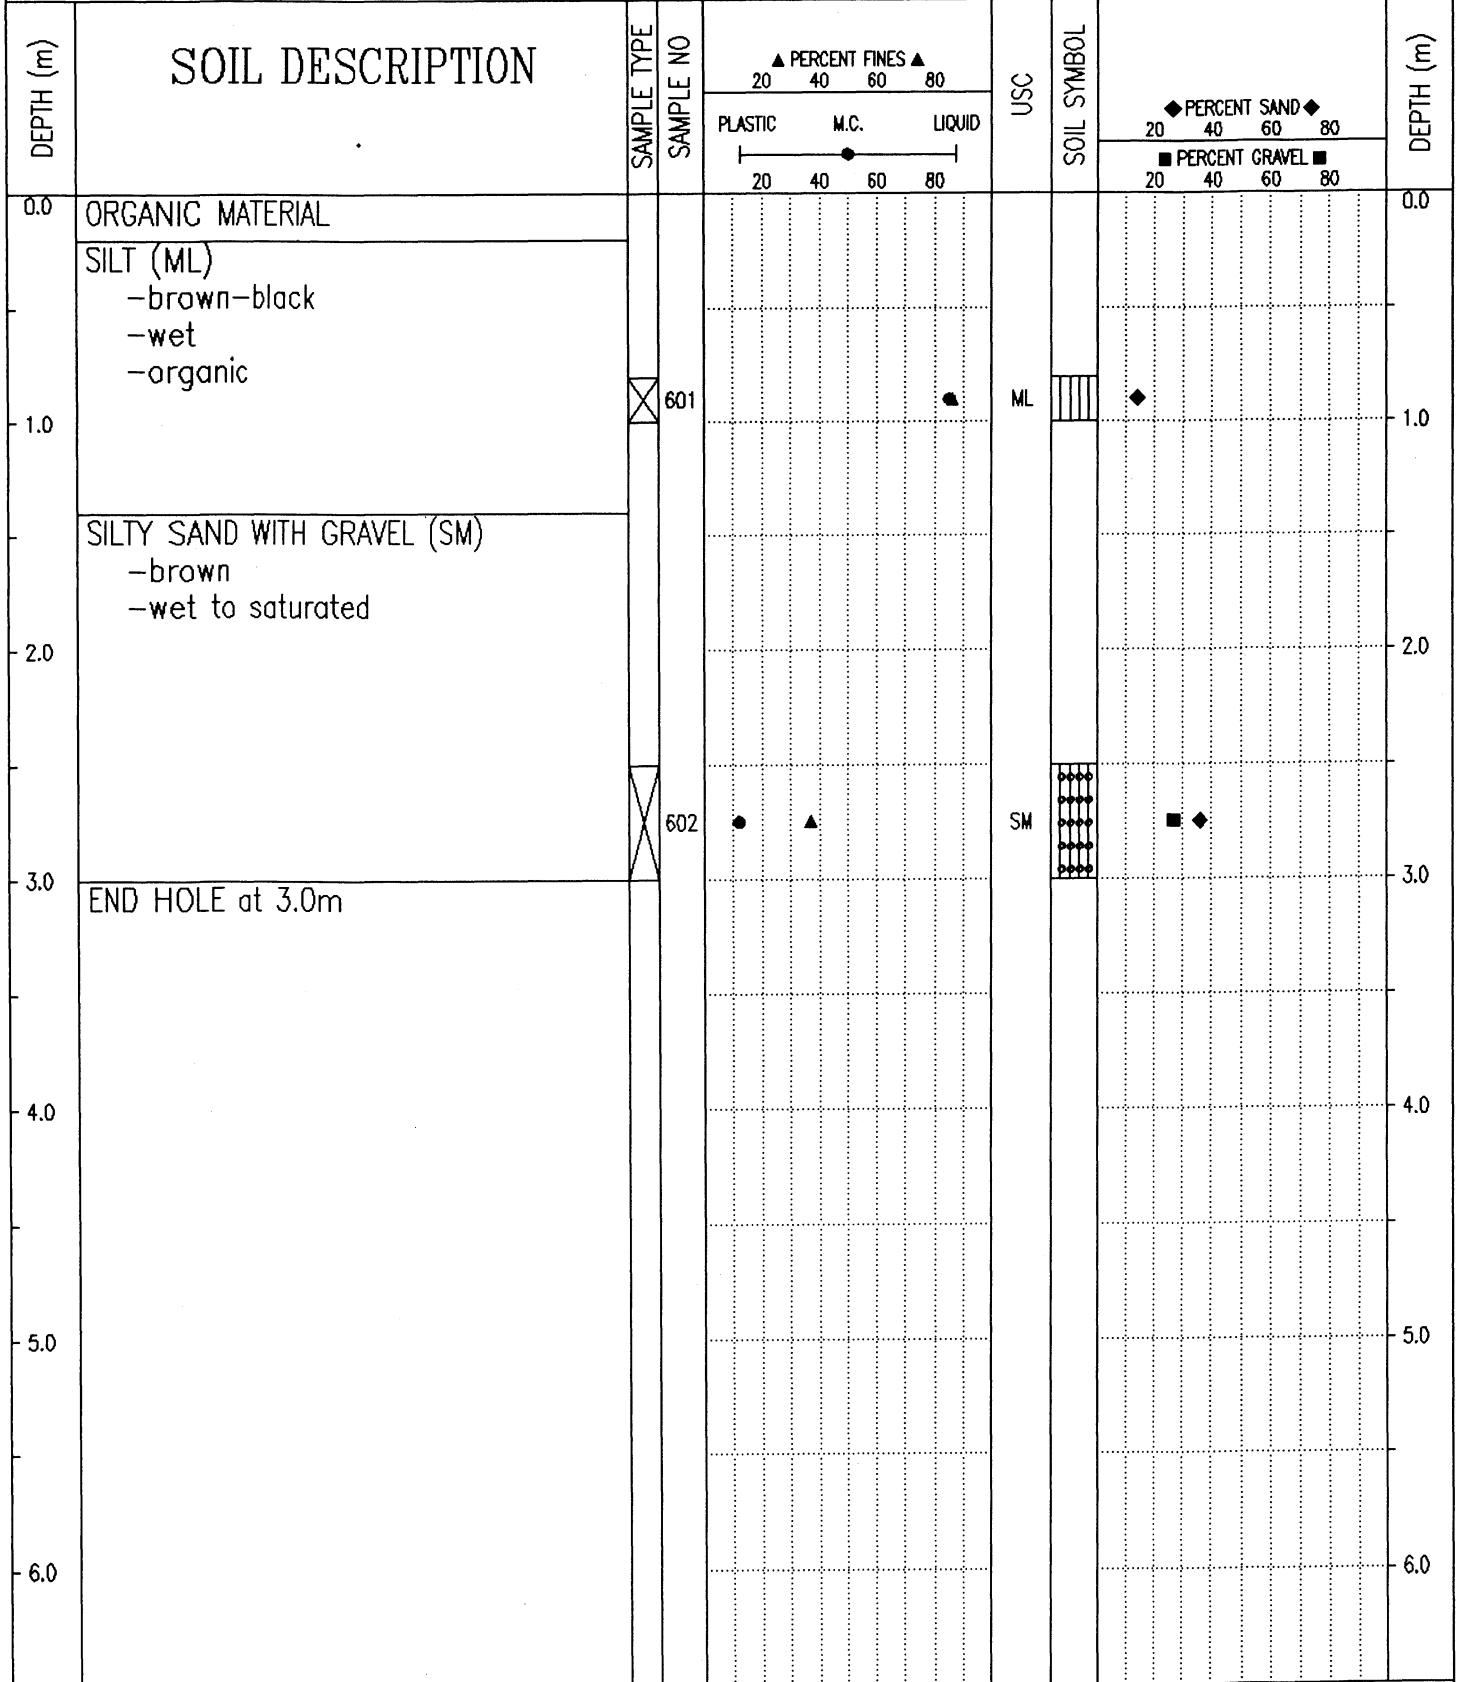 DEPTH (m)
SOIL DESCRIPTION
SAMPLE TYPE
SAMPLE NO
▲ PERCENT FINES ▲
20 40 60 80
PLASTIC M.C. LIQUID
20 40 60 80
USC
SOIL SYMBOL
◆ PERCENT SAND ◆
20 40 60 80
■ PERCENT GRAVEL ■
20 40 60 80
DEPTH (m)
0.0
ORGANIC MATERIAL
0.0
SILT (ML)
-brown-black
-wet
-organic
601
ML
1.0
1.0
SILTY SAND WITH GRAVEL (SM)
-brown
-wet to saturated
2.0
2.0
602
SM
3.0
3.0
END HOLE at 3.0m
4.0
4.0
5.0
5.0
6.0
6.0